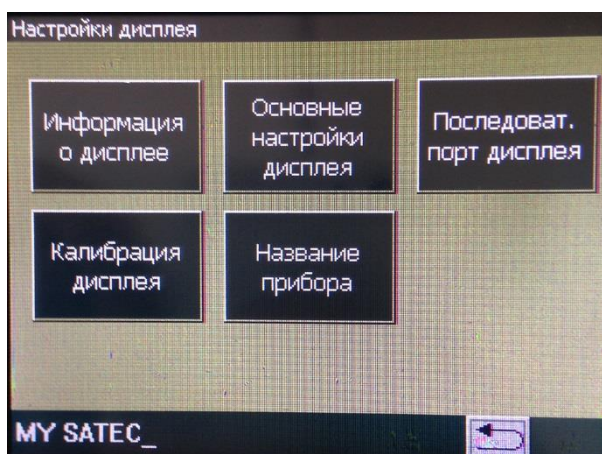 Настройки дисплея
Информация
о дисплее
Основные
настройки
дисплея
Последоват.
порт дисплея
Калибрация
дисплея
Название
прибора
MY SATEC_